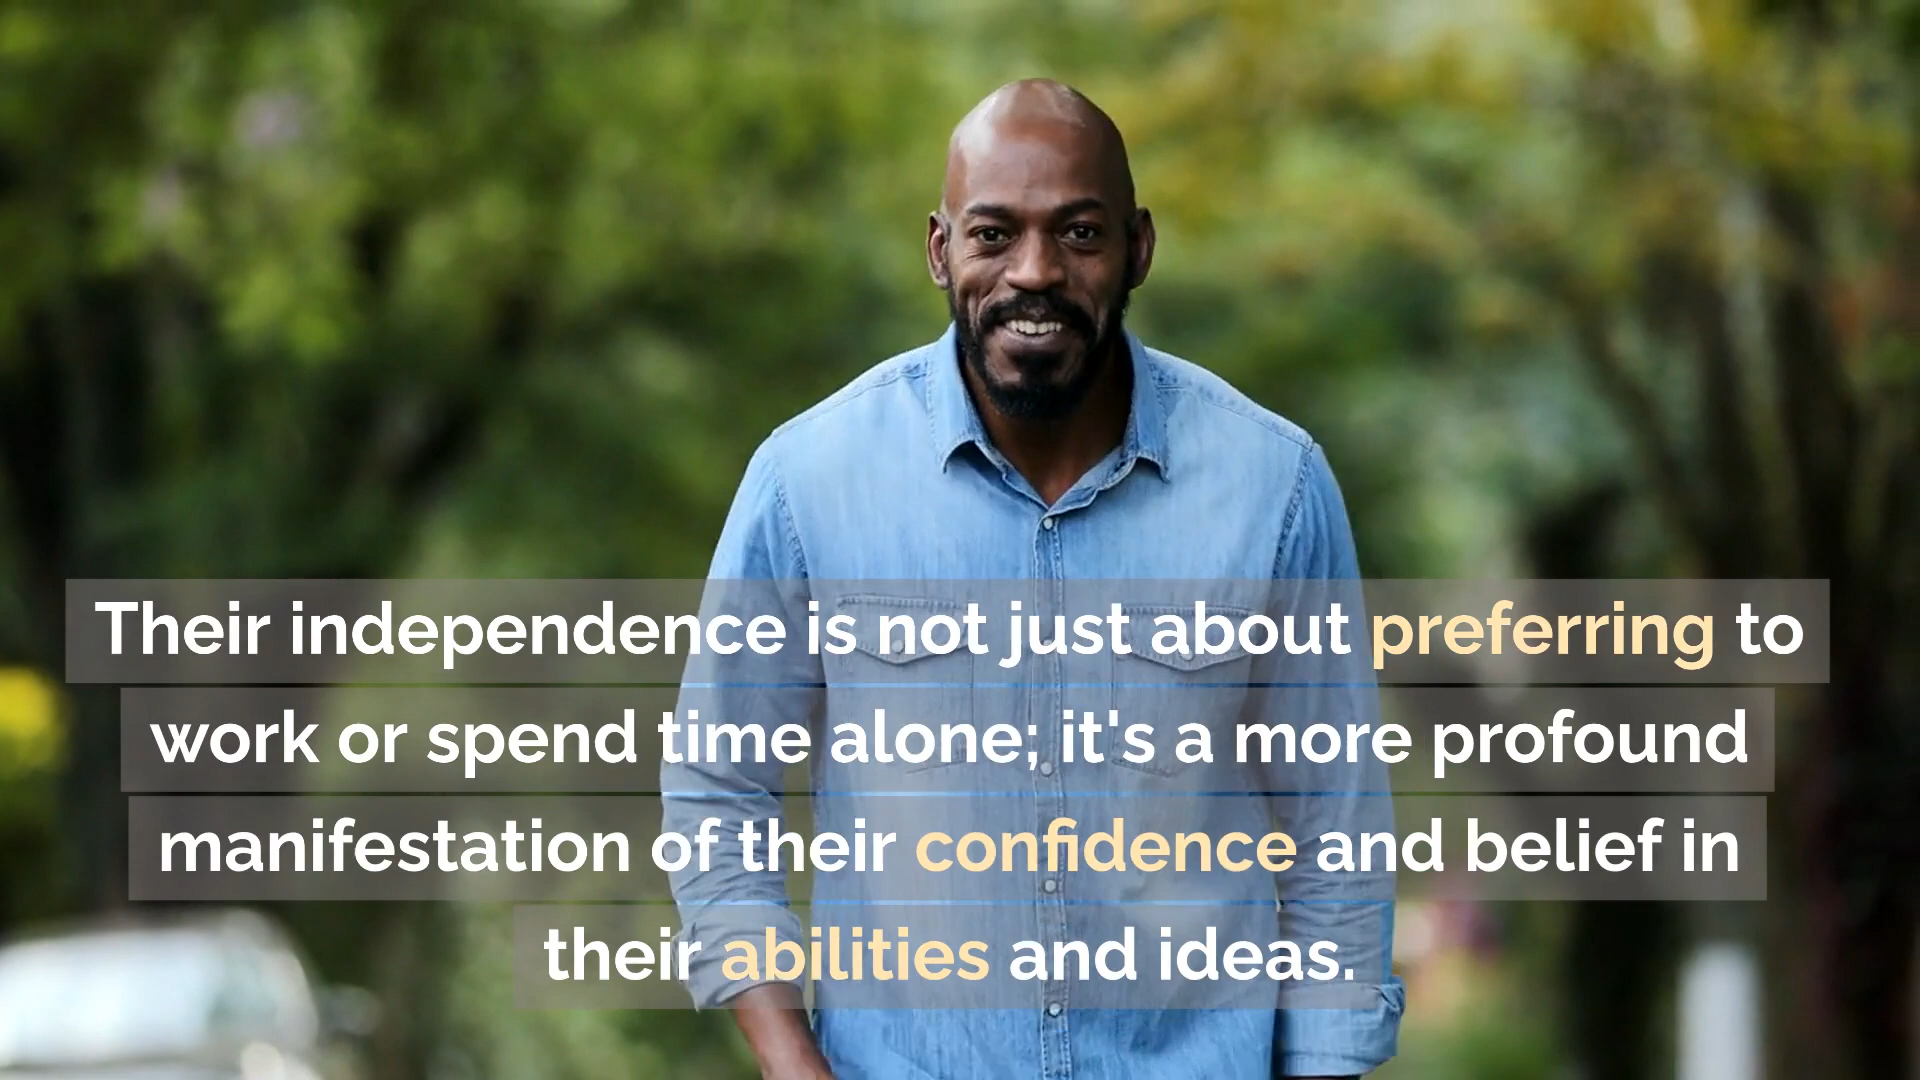 Their independence is not just about preferring to
work or spend time alone; it's a more profound
manifestation of their confidence and belief in
their abilities and ideas.